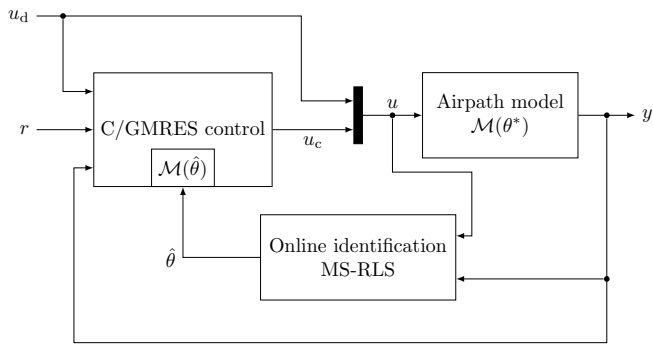 u_d
r
C/GMRES control
M(θ̂)
u_c
u
Airpath model
M(θ*)
y
Online identification
MS-RLS
θ̂